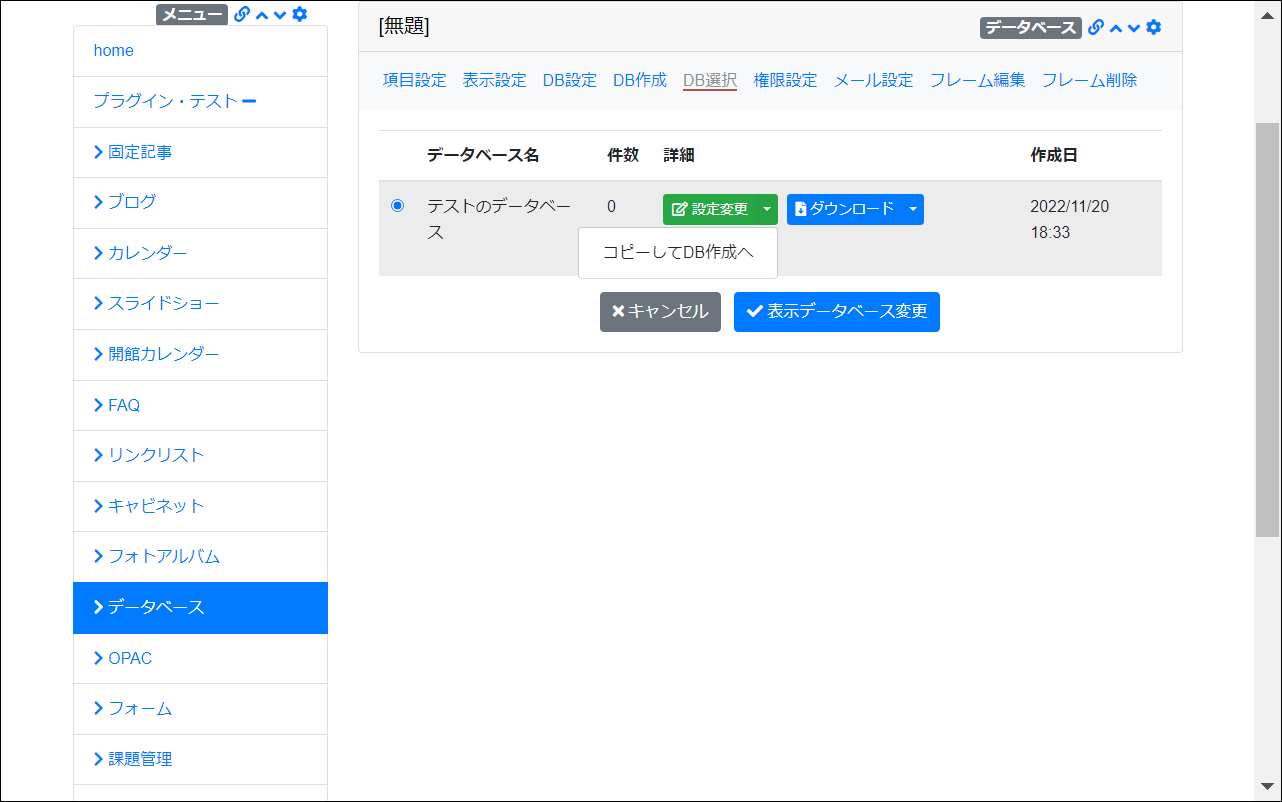 メニュー
home
プラグイン・テスト
固定記事
ブログ
カレンダー
スライドショー
開館カレンダー
FAQ
リンクリスト
キャビネット
フォトアルバム
データベース
OPAC
フォーム
課題管理
[無題]
データベース
項目設定 表示設定 DB設定 DB作成 DB選択 権限設定 メール設定 フレーム編集 フレーム削除
データベース名 件数 詳細 作成日
テストのデータベー 0 設定変更 ダウンロード 2022/11/20
ス 18:33
コピーしてDB作成へ
キャンセル 表示データベース変更